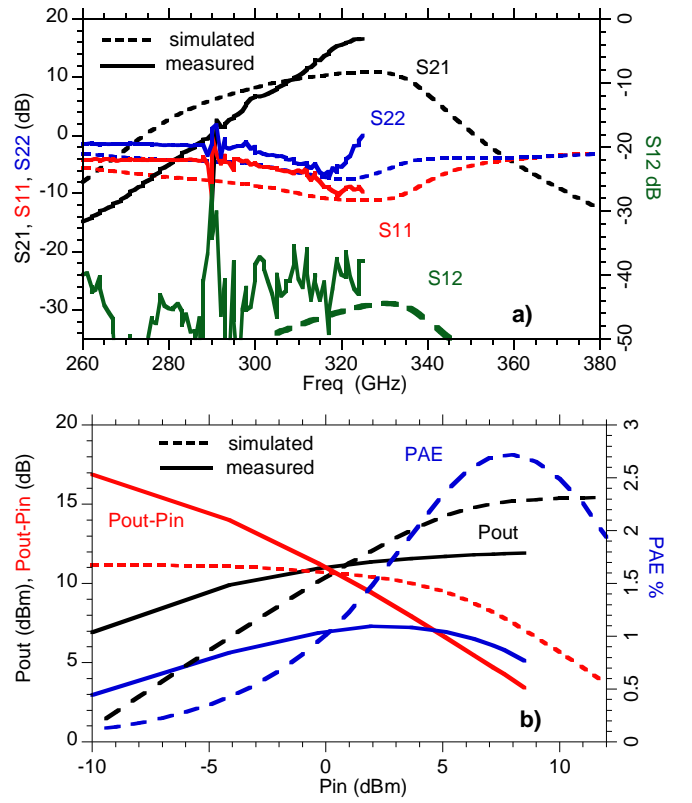 simulated
measured
S21
S22
S11
S12
a)
S21, S11, S22 (dB)
20
10
0
-10
-20
-30
S12 dB
0
-10
-20
-30
-40
-50
260 280 300 320 340 360 380
Freq (GHz)
simulated
measured
PAE
Pout-Pin
Pout
b)
Pout (dBm), Pout-Pin (dB)
20
15
10
5
0
PAE %
3
2.5
2
1.5
1
0.5
0
-10 -5 0 5 10
Pin (dBm)